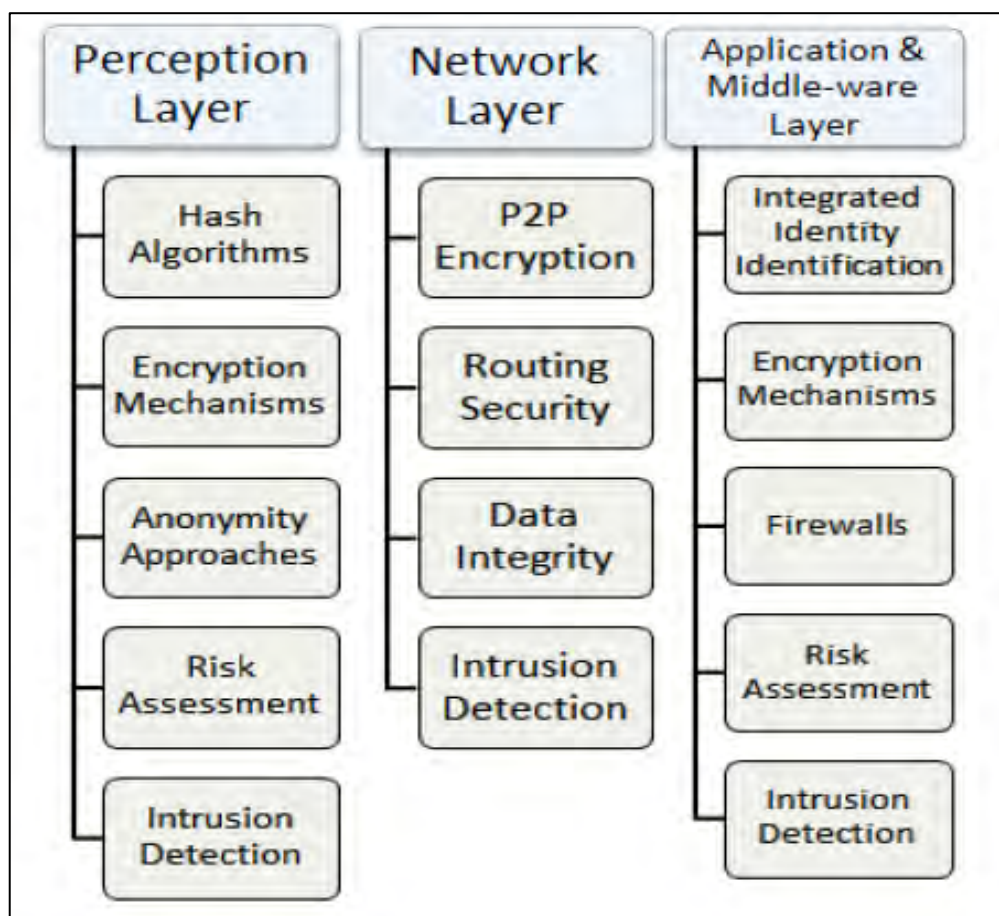 Perception
Layer
Hash
Algorithms
Encryption
Mechanisms
Anonymity
Approaches
Risk
Assessment
Intrusion
Detection
Network
Layer
P2P
Encryption
Routing
Security
Data
Integrity
Intrusion
Detection
Application &
Middle-ware
Layer
Integrated
Identity
Identification
Encryption
Mechanisms
Firewalls
Risk
Assessment
Intrusion
Detection